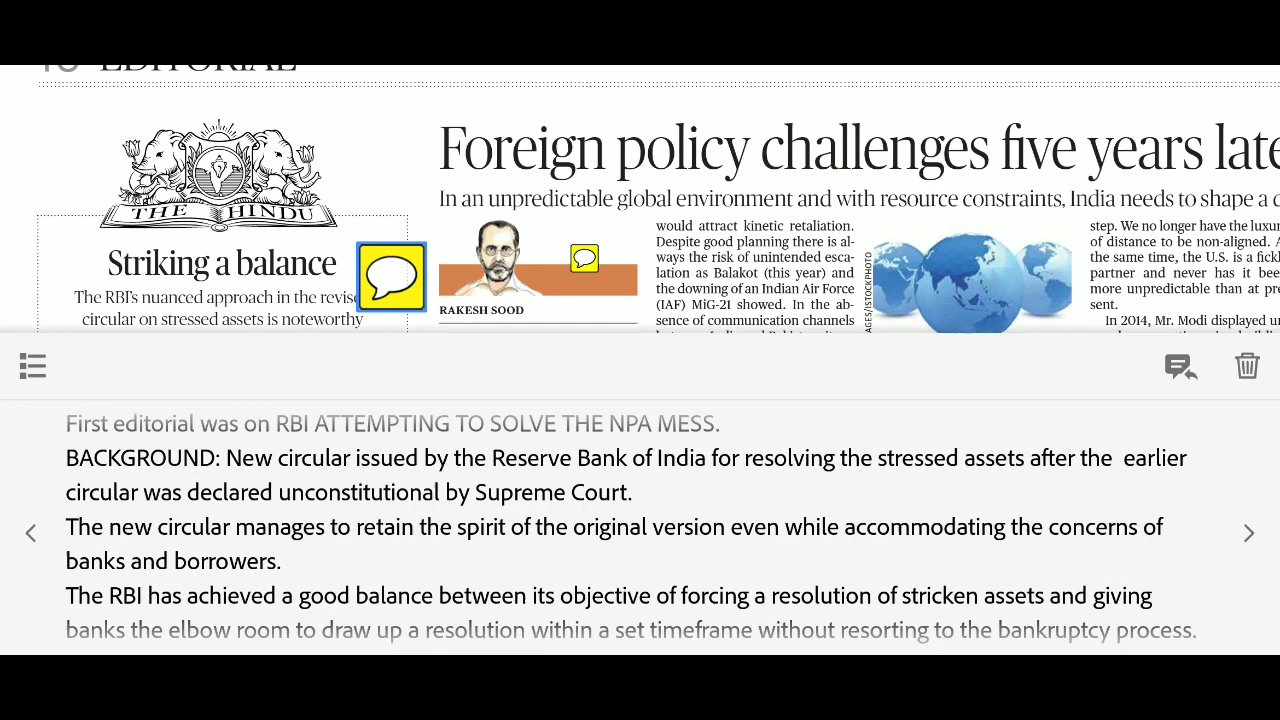 EDITORIAL
THE HINDU
Striking a balance
The RBI's nuanced approach in the
circular on stressed assets is noteworthy
Foreign policy challenges five years
In an unpredictable global environment and with resource constraints, India needs to shape a
RAKESH SOOD
would attract kinetic retaliation.
Despite good planning there is al-
ways the risk of unintended esca-
lation as Balakot (this year) and
the downing of an Indian Air Force
(IAF) MiG-21 showed. In the ab-
sence of communication channels
AGES/ISTOCKPHOTO
step. We no longer have the
of distance to be non-aligned.
the same time, the U.S. is a
partner and never has it
more unpredictable than at
sent.
In 2014, Mr. Modi displayed
First editorial was on RBI ATTEMPTING TO SOLVE THE NPA MESS.
BACKGROUND: New circular issued by the Reserve Bank of India for resolving the stressed assets after the earlier
circular was declared unconstitutional by Supreme Court.
The new circular manages to retain the spirit of the original version even while accommodating the concerns of
banks and borrowers.
The RBI has achieved a good balance between its objective of forcing a resolution of stricken assets and giving
banks the elbow room to draw up a resolution within a set timeframe without resorting to the bankruptcy process.